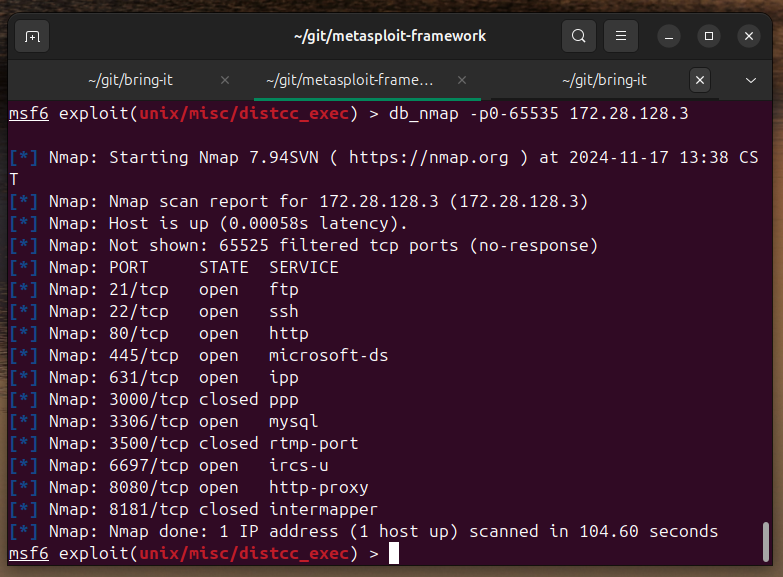 ~/git/metasploit-framework
~/git/bring-it
~/git/metasploit-frame…
~/git/bring-it
msf6 exploit(unix/misc/distcc_exec) > db_nmap -p0-65535 172.28.128.3
[*] Nmap: Starting Nmap 7.94SVN ( https://nmap.org ) at 2024-11-17 13:38 CS
T
[*] Nmap: Nmap scan report for 172.28.128.3 (172.28.128.3)
[*] Nmap: Host is up (0.00058s latency).
[*] Nmap: Not shown: 65525 filtered tcp ports (no-response)
[*] Nmap: PORT     STATE  SERVICE
[*] Nmap: 21/tcp   open   ftp
[*] Nmap: 22/tcp   open   ssh
[*] Nmap: 80/tcp   open   http
[*] Nmap: 445/tcp  open   microsoft-ds
[*] Nmap: 631/tcp  open   ipp
[*] Nmap: 3000/tcp closed ppp
[*] Nmap: 3306/tcp open   mysql
[*] Nmap: 3500/tcp closed rtmp-port
[*] Nmap: 6697/tcp open   ircs-u
[*] Nmap: 8080/tcp open   http-proxy
[*] Nmap: 8181/tcp closed intermapper
[*] Nmap: Nmap done: 1 IP address (1 host up) scanned in 104.60 seconds
msf6 exploit(unix/misc/distcc_exec) >